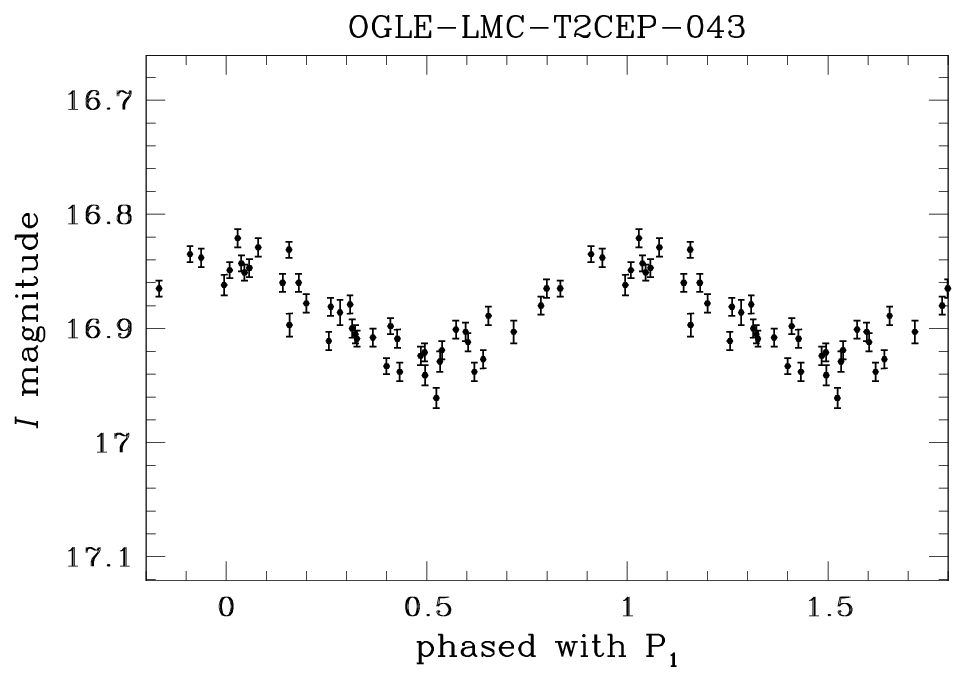 OGLE-LMC-T2CEP-043
16.7
16.8
16.9
17
17.1
I magnitude
0 0.5 1 1.5
phased with P₁